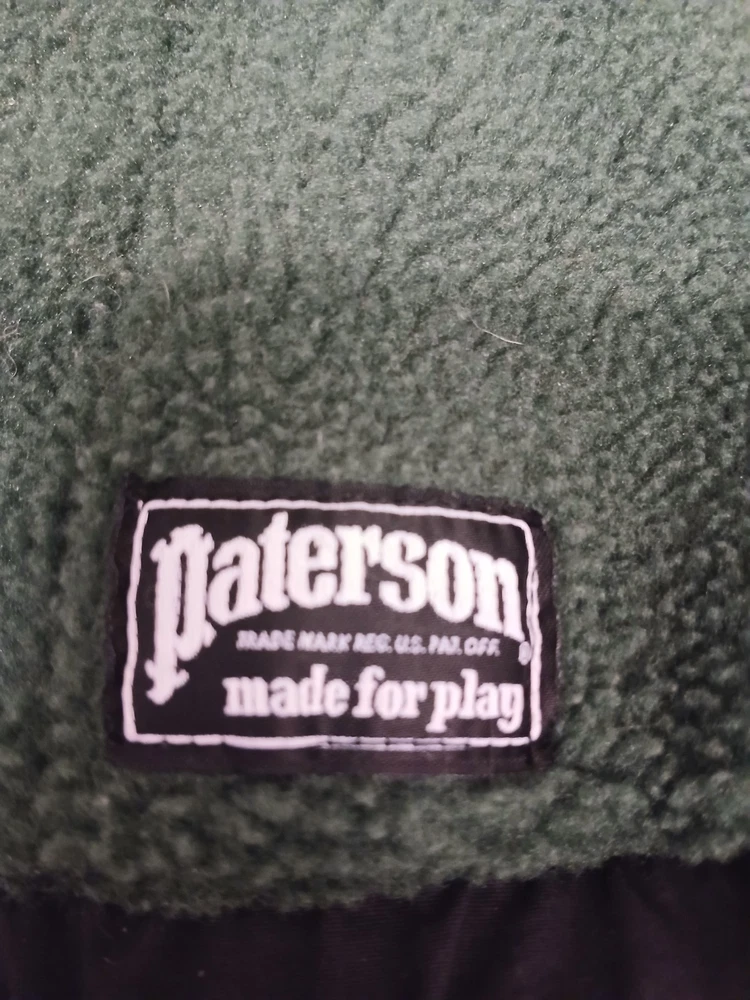 paterson
TRADE MARK REG. U.S. PAT. OFF.
made for play